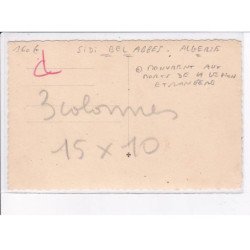 1606 SIDI BEL ABBES. ALGERIE
MONUMENT AUX
MORTS DE LA LEGION
ETRANGERE
3 colonnes
15 x 10